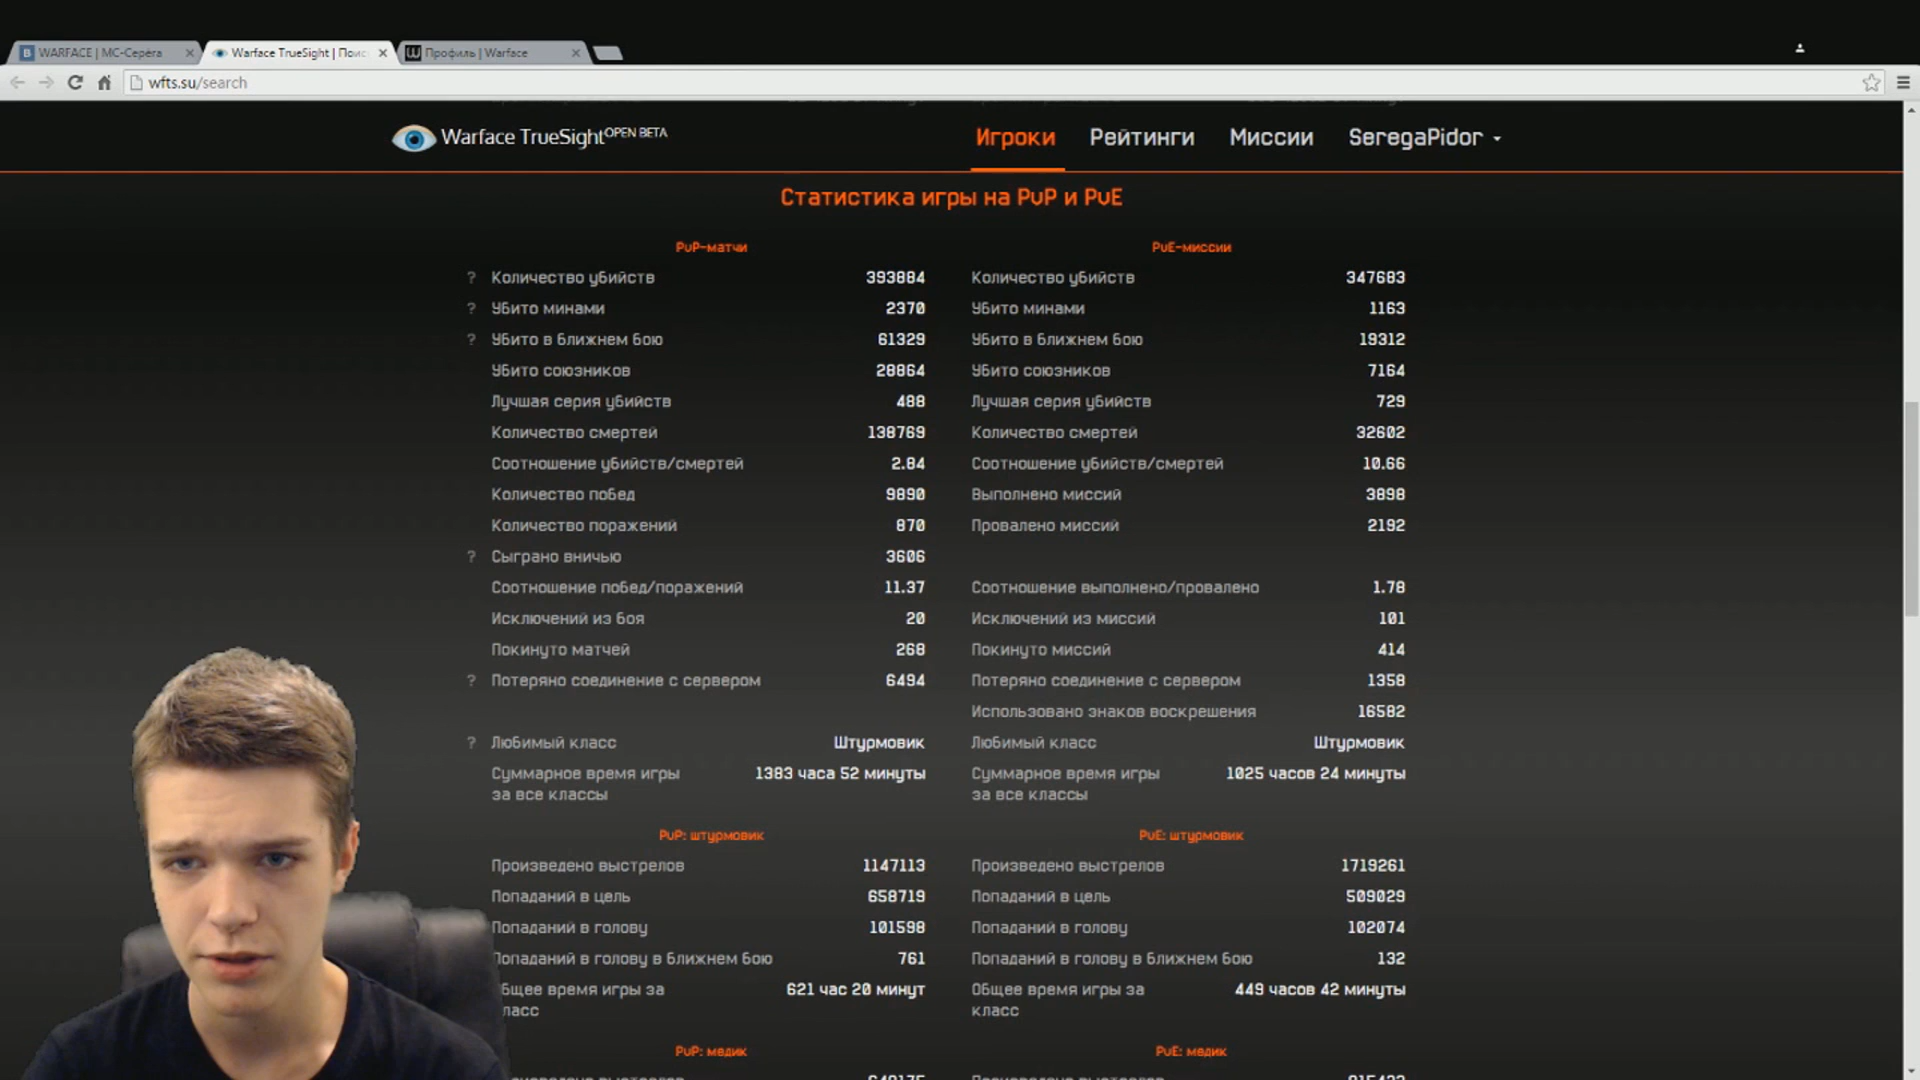 WARFACE | МС-Серёга
Warface TrueSight | Поис
Профиль | Warface
wfts.su/search
Warface TrueSight OPEN BETA
Игроки Рейтинги Миссии SeregaPidor
Статистика игры на PvP и PvE
PvP-матчи PvE-миссии
? Количество убийств 393884 Количество убийств 347683
? Убито минами 2370 Убито минами 1163
? Убито в ближнем бою 61329 Убито в ближнем бою 19312
Убито союзников 28864 Убито союзников 7164
Лучшая серия убийств 488 Лучшая серия убийств 729
Количество смертей 138769 Количество смертей 32602
Соотношение убийств/смертей 2.84 Соотношение убийств/смертей 10.66
Количество побед 9890 Выполнено миссий 3898
Количество поражений 870 Провалено миссий 2192
? Сыграно вничью 3606
Соотношение побед/поражений 11.37 Соотношение выполнено/провалено 1.78
Исключений из боя 20 Исключений из миссий 101
Покинуто матчей 268 Покинуто миссий 414
? Потеряно соединение с сервером 6494 Потеряно соединение с сервером 1358
Использовано знаков воскрешения 16582
? Любимый класс Штурмовик Любимый класс Штурмовик
Суммарное время игры 1383 часа 52 минуты Суммарное время игры 1025 часов 24 минуты
за все классы за все классы
PvP: штурмовик PvE: штурмовик
Произведено выстрелов 1147113 Произведено выстрелов 1719261
Попаданий в цель 658719 Попаданий в цель 509029
Попаданий в голову 101598 Попаданий в голову 102074
Попаданий в голову в ближнем бою 761 Попаданий в голову в ближнем бою 132
бщее время игры за 621 час 20 минут Общее время игры за 449 часов 42 минуты
ласс класс
PvP: медик PvE: медик